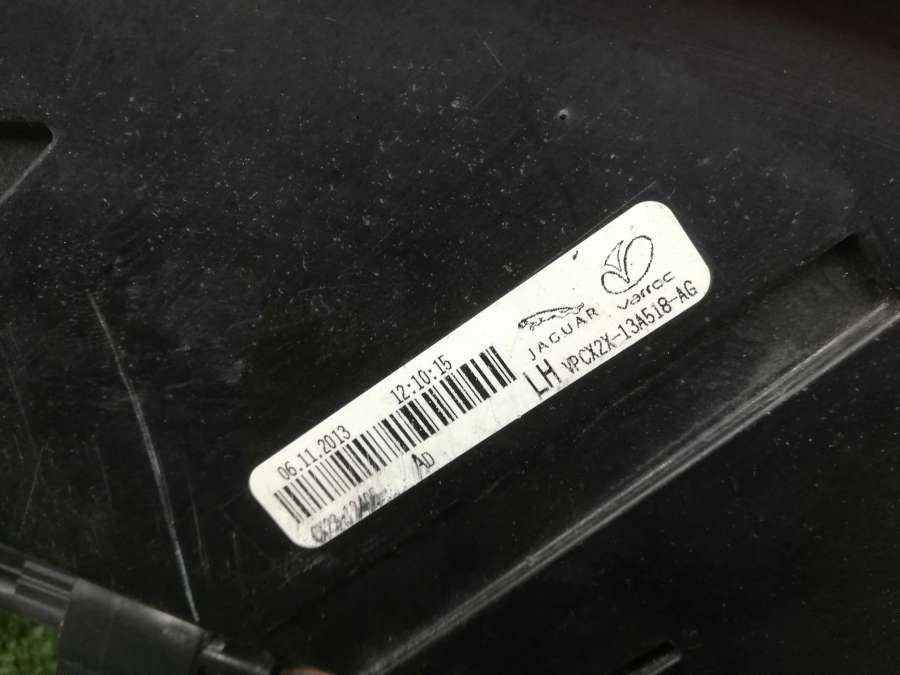 varroc
JAGUAR
LH VPCX2X-13A518-AG
06.11.2013 12:10:15
AD